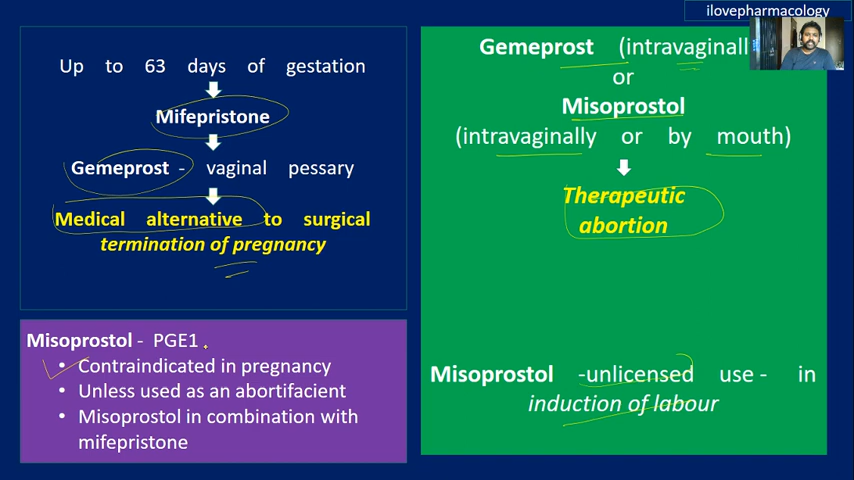 ilovepharmacology
Up to 63 days of gestation
Mifepristone
Gemeprost - vaginal pessary
Medical alternative to surgical
termination of pregnancy
Misoprostol - PGE1
• Contraindicated in pregnancy
• Unless used as an abortifacient
• Misoprostol in combination with
mifepristone
Gemeprost (intravaginall
or
Misoprostol
(intravaginally or by mouth)
Therapeutic
abortion
Misoprostol -unlicensed use - in
induction of labour